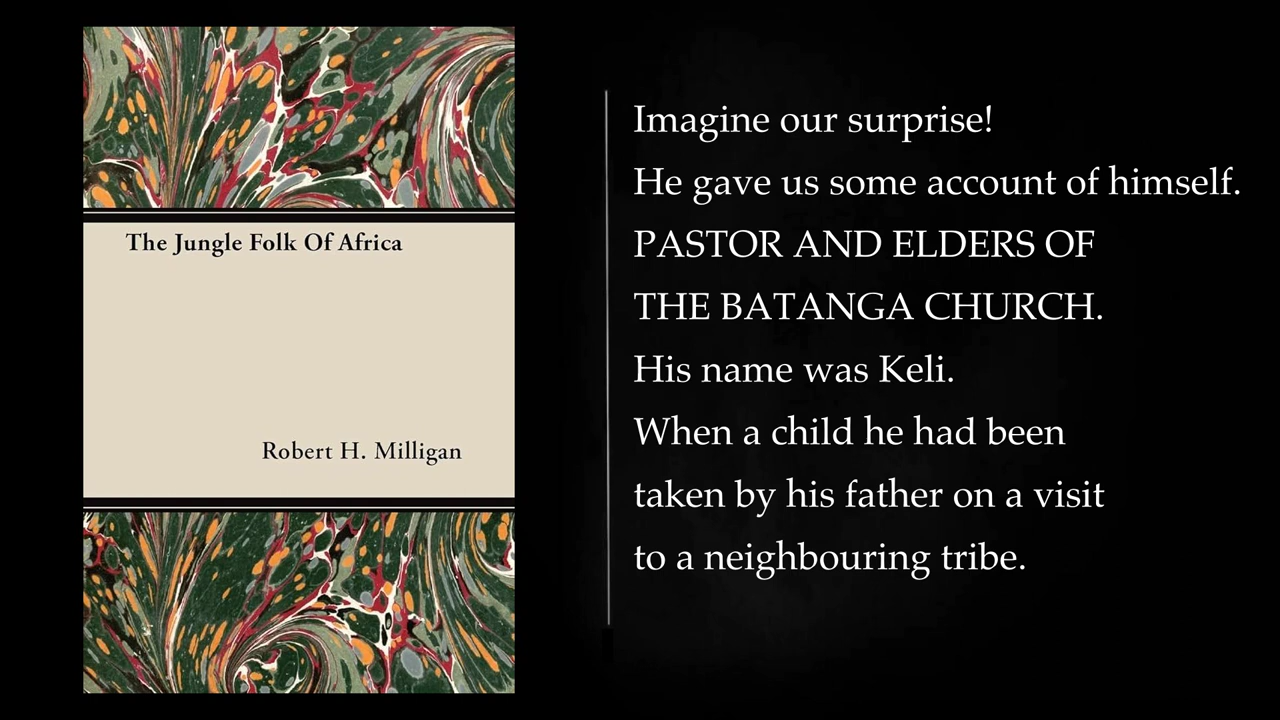 The Jungle Folk Of Africa
Robert H. Milligan
Imagine our surprise!
He gave us some account of himself.
PASTOR AND ELDERS OF
THE BATANGA CHURCH.
His name was Keli.
When a child he had been
taken by his father on a visit
to a neighbouring tribe.